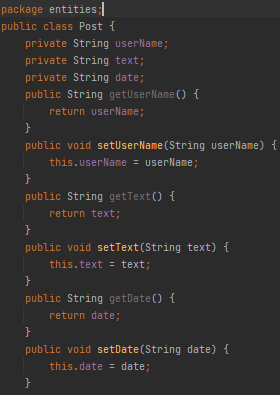 package entities;
public class Post {
    private String userName;
    private String text;
    private String date;
    public String getUserName() {
        return userName;
    }
    public void setUserName(String userName) {
        this.userName = userName;
    }
    public String getText() {
        return text;
    }
    public void setText(String text) {
        this.text = text;
    }
    public String getDate() {
        return date;
    }
    public void setDate(String date) {
        this.date = date;
    }